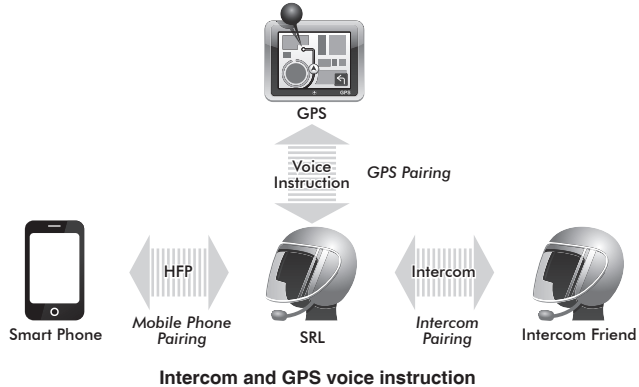 GPS
GPS
Voice
Instruction
GPS Pairing
HFP
Intercom
Smart Phone
Mobile Phone
Pairing
SRL
Intercom
Pairing
Intercom Friend
Intercom and GPS voice instruction